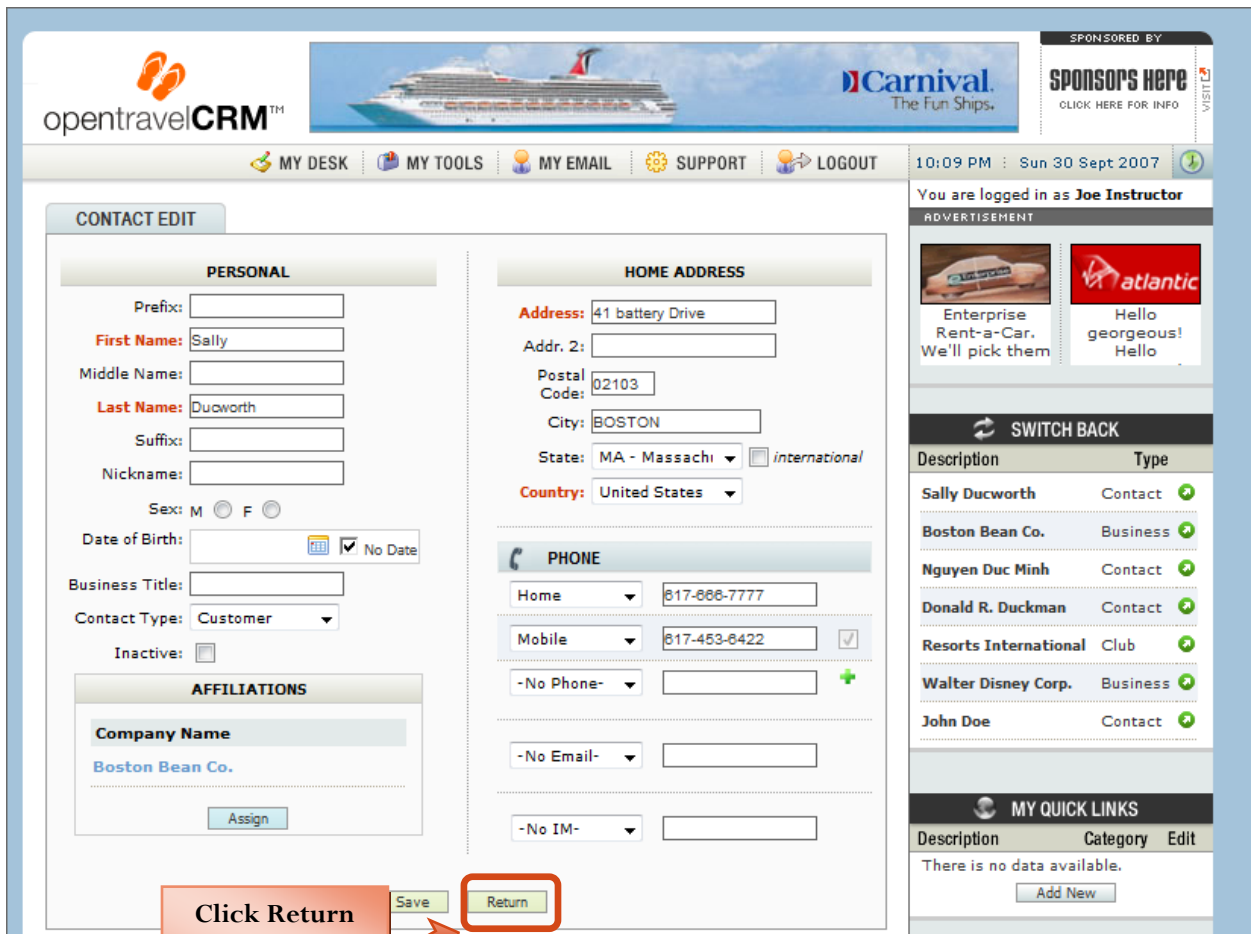 SPONSORED BY
opentravelCRM™
Carnival.
The Fun Ships.
SPONSORS HERE
CLICK HERE FOR INFO
VISIT
MY DESK
MY TOOLS
MY EMAIL
SUPPORT
LOGOUT
10:09 PM : Sun 30 Sept 2007
You are logged in as Joe Instructor
ADVERTISEMENT
Enterprise
Enterprise
Rent-a-Car.
We'll pick them
atlantic
Hello
georgeous!
Hello
CONTACT EDIT
PERSONAL
Prefix:
First Name: Sally
Middle Name:
Last Name: Ducworth
Suffix:
Nickname:
Sex: M F
Date of Birth: No Date
Business Title:
Contact Type: Customer
Inactive:
AFFILIATIONS
Company Name
Boston Bean Co.
Assign
HOME ADDRESS
Address: 41 battery Drive
Addr. 2:
Postal
Code: 02103
City: BOSTON
State: MA - Massachu international
Country: United States
PHONE
Home 617-666-7777
Mobile 617-453-6422
-No Phone-
-No Email-
-No IM-
Click Return
Save
Return
SWITCH BACK
Description Type
Sally Ducworth Contact
Boston Bean Co. Business
Nguyen Duc Minh Contact
Donald R. Duckman Contact
Resorts International Club
Walter Disney Corp. Business
John Doe Contact
MY QUICK LINKS
Description Category Edit
There is no data available.
Add New